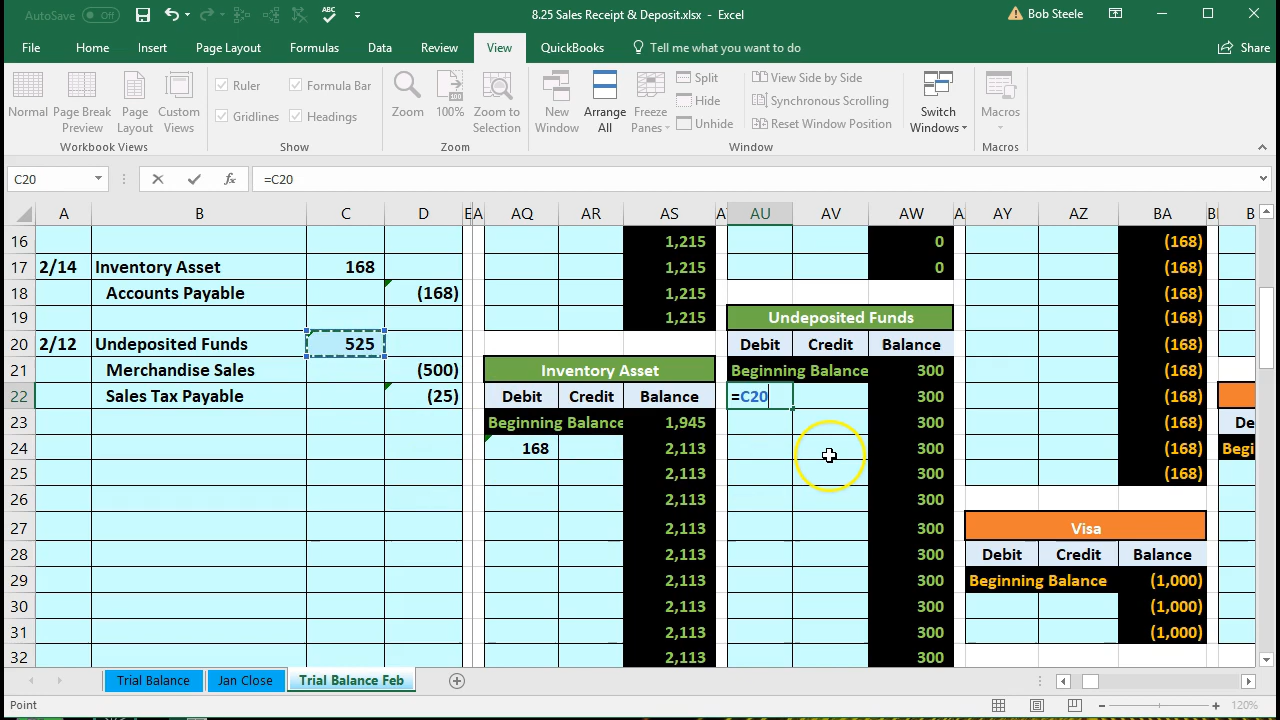 AutoSave Off 8.25 Sales Receipt & Deposit.xlsx - Excel Bob Steele
File Home Insert Page Layout Formulas Data Review View QuickBooks Tell me what you want to do Share
Normal Page Break Preview Page Layout Custom Views Ruler Formula Bar Gridlines Headings Zoom 100% Zoom to Selection New Window Arrange All Freeze Panes Split Hide Unhide View Side by Side Synchronous Scrolling Reset Window Position Switch Windows Macros
Workbook Views Show Zoom Window Macros
C20 fx =C20
A B C D E A AQ AR AS AU AV AW AY AZ BA
16 1,215 0 (168)
17 2/14 Inventory Asset 168 1,215 0 (168)
18 Accounts Payable (168) 1,215 (168)
19 1,215 Undeposited Funds (168)
20 2/12 Undeposited Funds 525 Debit Credit Balance (168)
21 Merchandise Sales (500) Inventory Asset Beginning Balance 300 (168)
22 Sales Tax Payable (25) Debit Credit Balance =C20 300 (168)
23 Beginning Balance 1,945 300 (168) De
24 168 2,113 300 (168) Begi
25 2,113 300 (168)
26 2,113 300
27 2,113 300 Visa
28 2,113 300 Debit Credit Balance
29 2,113 300 Beginning Balance (1,000)
30 2,113 300 (1,000)
31 2,113 300 (1,000)
32 2,113 300
Trial Balance Jan Close Trial Balance Feb
Point 120%